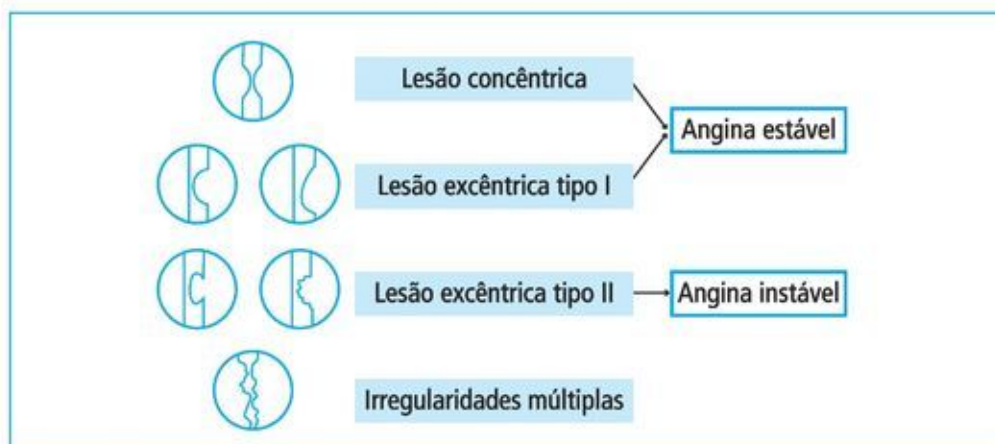 Lesão concêntrica
Angina estável
Lesão excêntrica tipo I
Lesão excêntrica tipo II
Angina instável
Irregularidades múltiplas